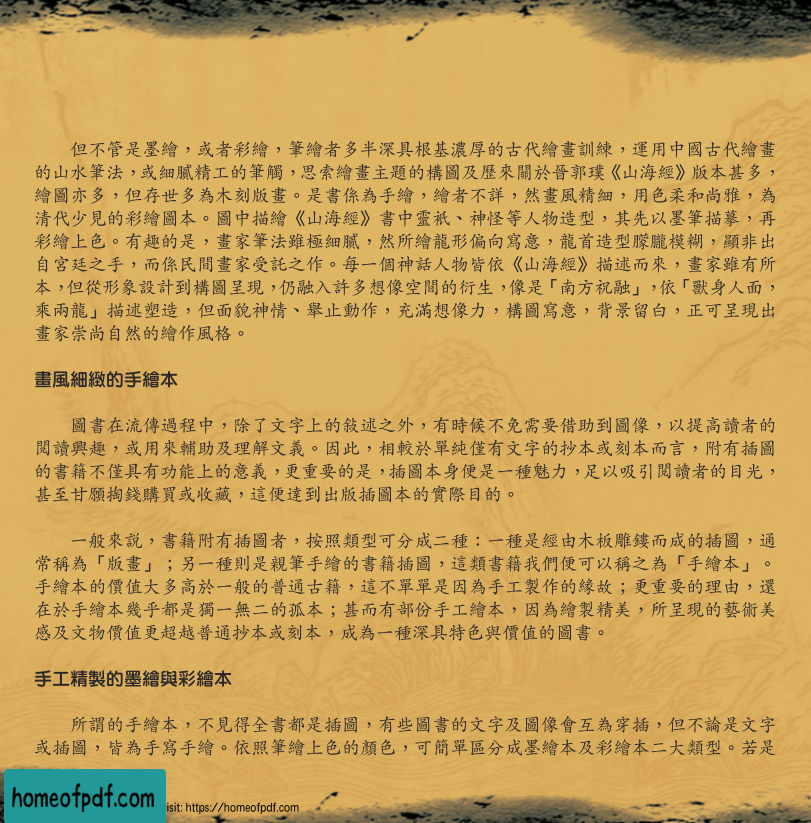 但不管是墨繪，或者彩繪，筆繪者多半深具根基濃厚的古代繪畫訓練，運用中國古代繪畫
的山水筆法，或細膩精工的筆觸，思索繪畫主題的構圖及歷來關於晉郭璞《山海經》版本甚多，
繪圖亦多，但存世多為木刻版畫。是書係為手繪，繪者不詳，然畫風精細，用色柔和尚雅，為
清代少見的彩繪圖本。圖中描繪《山海經》書中靈祇、神怪等人物造型，其先以墨筆描摹，再
彩繪上色。有趣的是，畫家筆法雖極細膩，然所繪龍形偏向寫意，龍首造型朦朧模糊，顯非出
自宮廷之手，而係民間畫家受託之作。每一個神話人物皆依《山海經》描述而來，畫家雖有所
本，但從形象設計到構圖呈現，仍融入許多想像空間的衍生，像是「南方祝融」，依「獸身人面，
乘兩龍」描述塑造，但面貌神情、舉止動作，充滿想像力，構圖寫意，背景留白，正可呈現出
畫家崇尚自然的繪作風格。
畫風細緻的手繪本
圖書在流傳過程中，除了文字上的敘述之外，有時候不免需要借助到圖像，以提高讀者的
閱讀興趣，或用來輔助及理解文義。因此，相較於單純僅有文字的抄本或刻本而言，附有插圖
的書籍不僅具有功能上的意義，更重要的是，插圖本身便是一種魅力，足以吸引閱讀者的目光，
甚至甘願掏錢購買或收藏，這便達到出版插圖本的實際目的。
一般來說，書籍附有插圖者，按照類型可分成二種：一種是經由木板雕鏤而成的插圖，通
常稱為「版畫」；另一種則是親筆手繪的書籍插圖，這類書籍我們便可以稱之為「手繪本」。
手繪本的價值大多高於一般的普通古籍，這不單單是因為手工製作的緣故；更重要的理由，還
在於手繪本幾乎都是獨一無二的孤本；甚而有部份手工繪本，因為繪製精美，所呈現的藝術美
感及文物價值更超越普通抄本或刻本，成為一種深具特色與價值的圖書。
手工精製的墨繪與彩繪本
所謂的手繪本，不見得全書都是插圖，有些圖書的文字及圖像會互為穿插，但不論是文字
或插圖，皆為手寫手繪。依照筆繪上色的顏色，可簡單區分成墨繪本及彩繪本二大類型。若是
homeofpdf.com
isit: https://homeofpdf.com